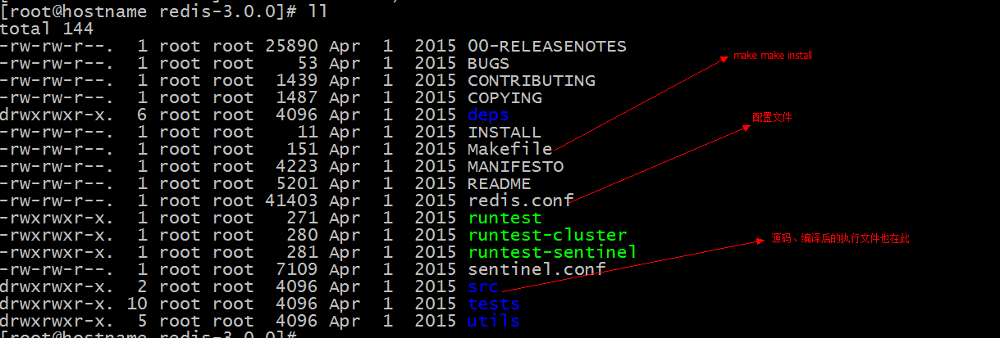 [root@hostname redis-3.0.0]# ll
total 144
-rw-rw-r--. 1 root root 25890 Apr 1 2015 00-RELEASENOTES
-rw-rw-r--. 1 root root 53 Apr 1 2015 BUGS
make make install
-rw-rw-r--. 1 root root 1439 Apr 1 2015 CONTRIBUTING
-rw-rw-r--. 1 root root 1487 Apr 1 2015 COPYING
drwxrwxr-x. 6 root root 4096 Apr 1 2015 deps
配置文件
-rw-rw-r--. 1 root root 11 Apr 1 2015 INSTALL
-rw-rw-r--. 1 root root 151 Apr 1 2015 Makefile
-rw-rw-r--. 1 root root 4223 Apr 1 2015 MANIFESTO
-rw-rw-r--. 1 root root 5201 Apr 1 2015 README
-rw-rw-r--. 1 root root 41403 Apr 1 2015 redis.conf
-rwxrwxr-x. 1 root root 271 Apr 1 2015 runtest
-rwxrwxr-x. 1 root root 280 Apr 1 2015 runtest-cluster
源码、编译后的执行文件也在此
-rwxrwxr-x. 1 root root 281 Apr 1 2015 runtest-sentinel
-rw-rw-r--. 1 root root 7109 Apr 1 2015 sentinel.conf
drwxrwxr-x. 2 root root 4096 Apr 1 2015 src
drwxrwxr-x. 10 root root 4096 Apr 1 2015 tests
drwxrwxr-x. 5 root root 4096 Apr 1 2015 utils
[root@hostname redis-3.0.0]#